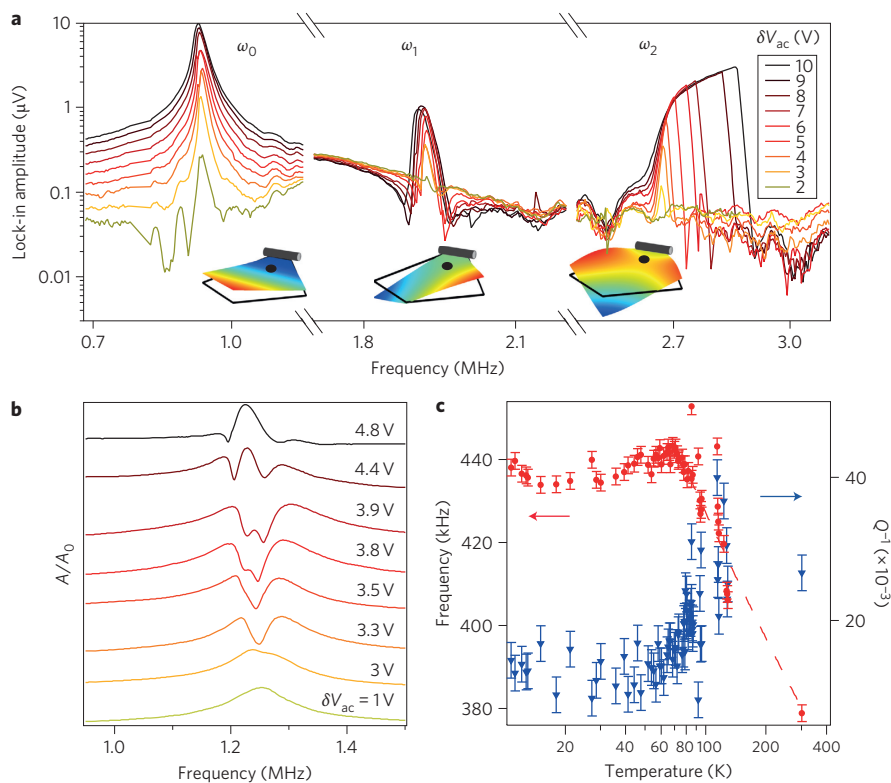 a
ω0
ω1
ω2
δVac (V)
10
9
8
7
6
5
4
3
2
10
1
0.1
0.01
Lock-in amplitude (μV)
0.7
1.0
1.8
2.1
2.7
3.0
Frequency (MHz)
b
4.8 V
4.4 V
3.9 V
3.8 V
3.5 V
3.3 V
3 V
δVac = 1 V
A/A0
1.0
1.2
1.4
Frequency (MHz)
c
440
420
400
380
Frequency (kHz)
40
20
Q−1 (×10−3)
20
40
60
80
100
200
400
Temperature (K)